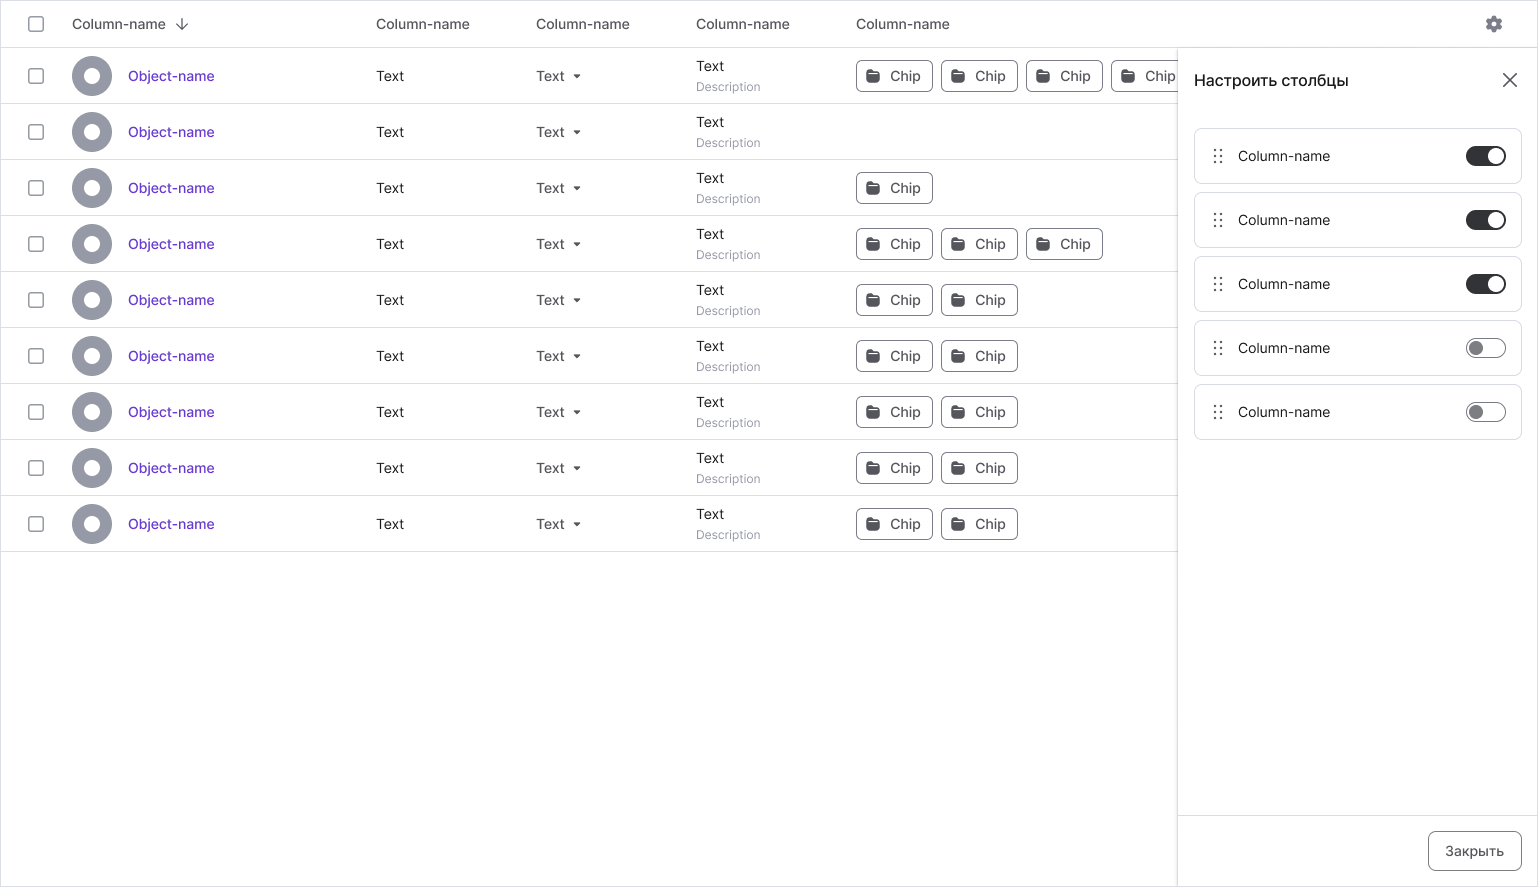 Column-name Column-name Column-name Column-name Column-name
Object-name Text Text Text Chip Chip Chip Chip
Description
Object-name Text Text Text
Description
Object-name Text Text Text Chip
Description
Object-name Text Text Text Chip Chip Chip
Description
Object-name Text Text Text Chip Chip
Description
Object-name Text Text Text Chip Chip
Description
Object-name Text Text Text Chip Chip
Description
Object-name Text Text Text Chip Chip
Description
Object-name Text Text Text Chip Chip
Description
Настроить столбцы
Column-name
Column-name
Column-name
Column-name
Column-name
Закрыть